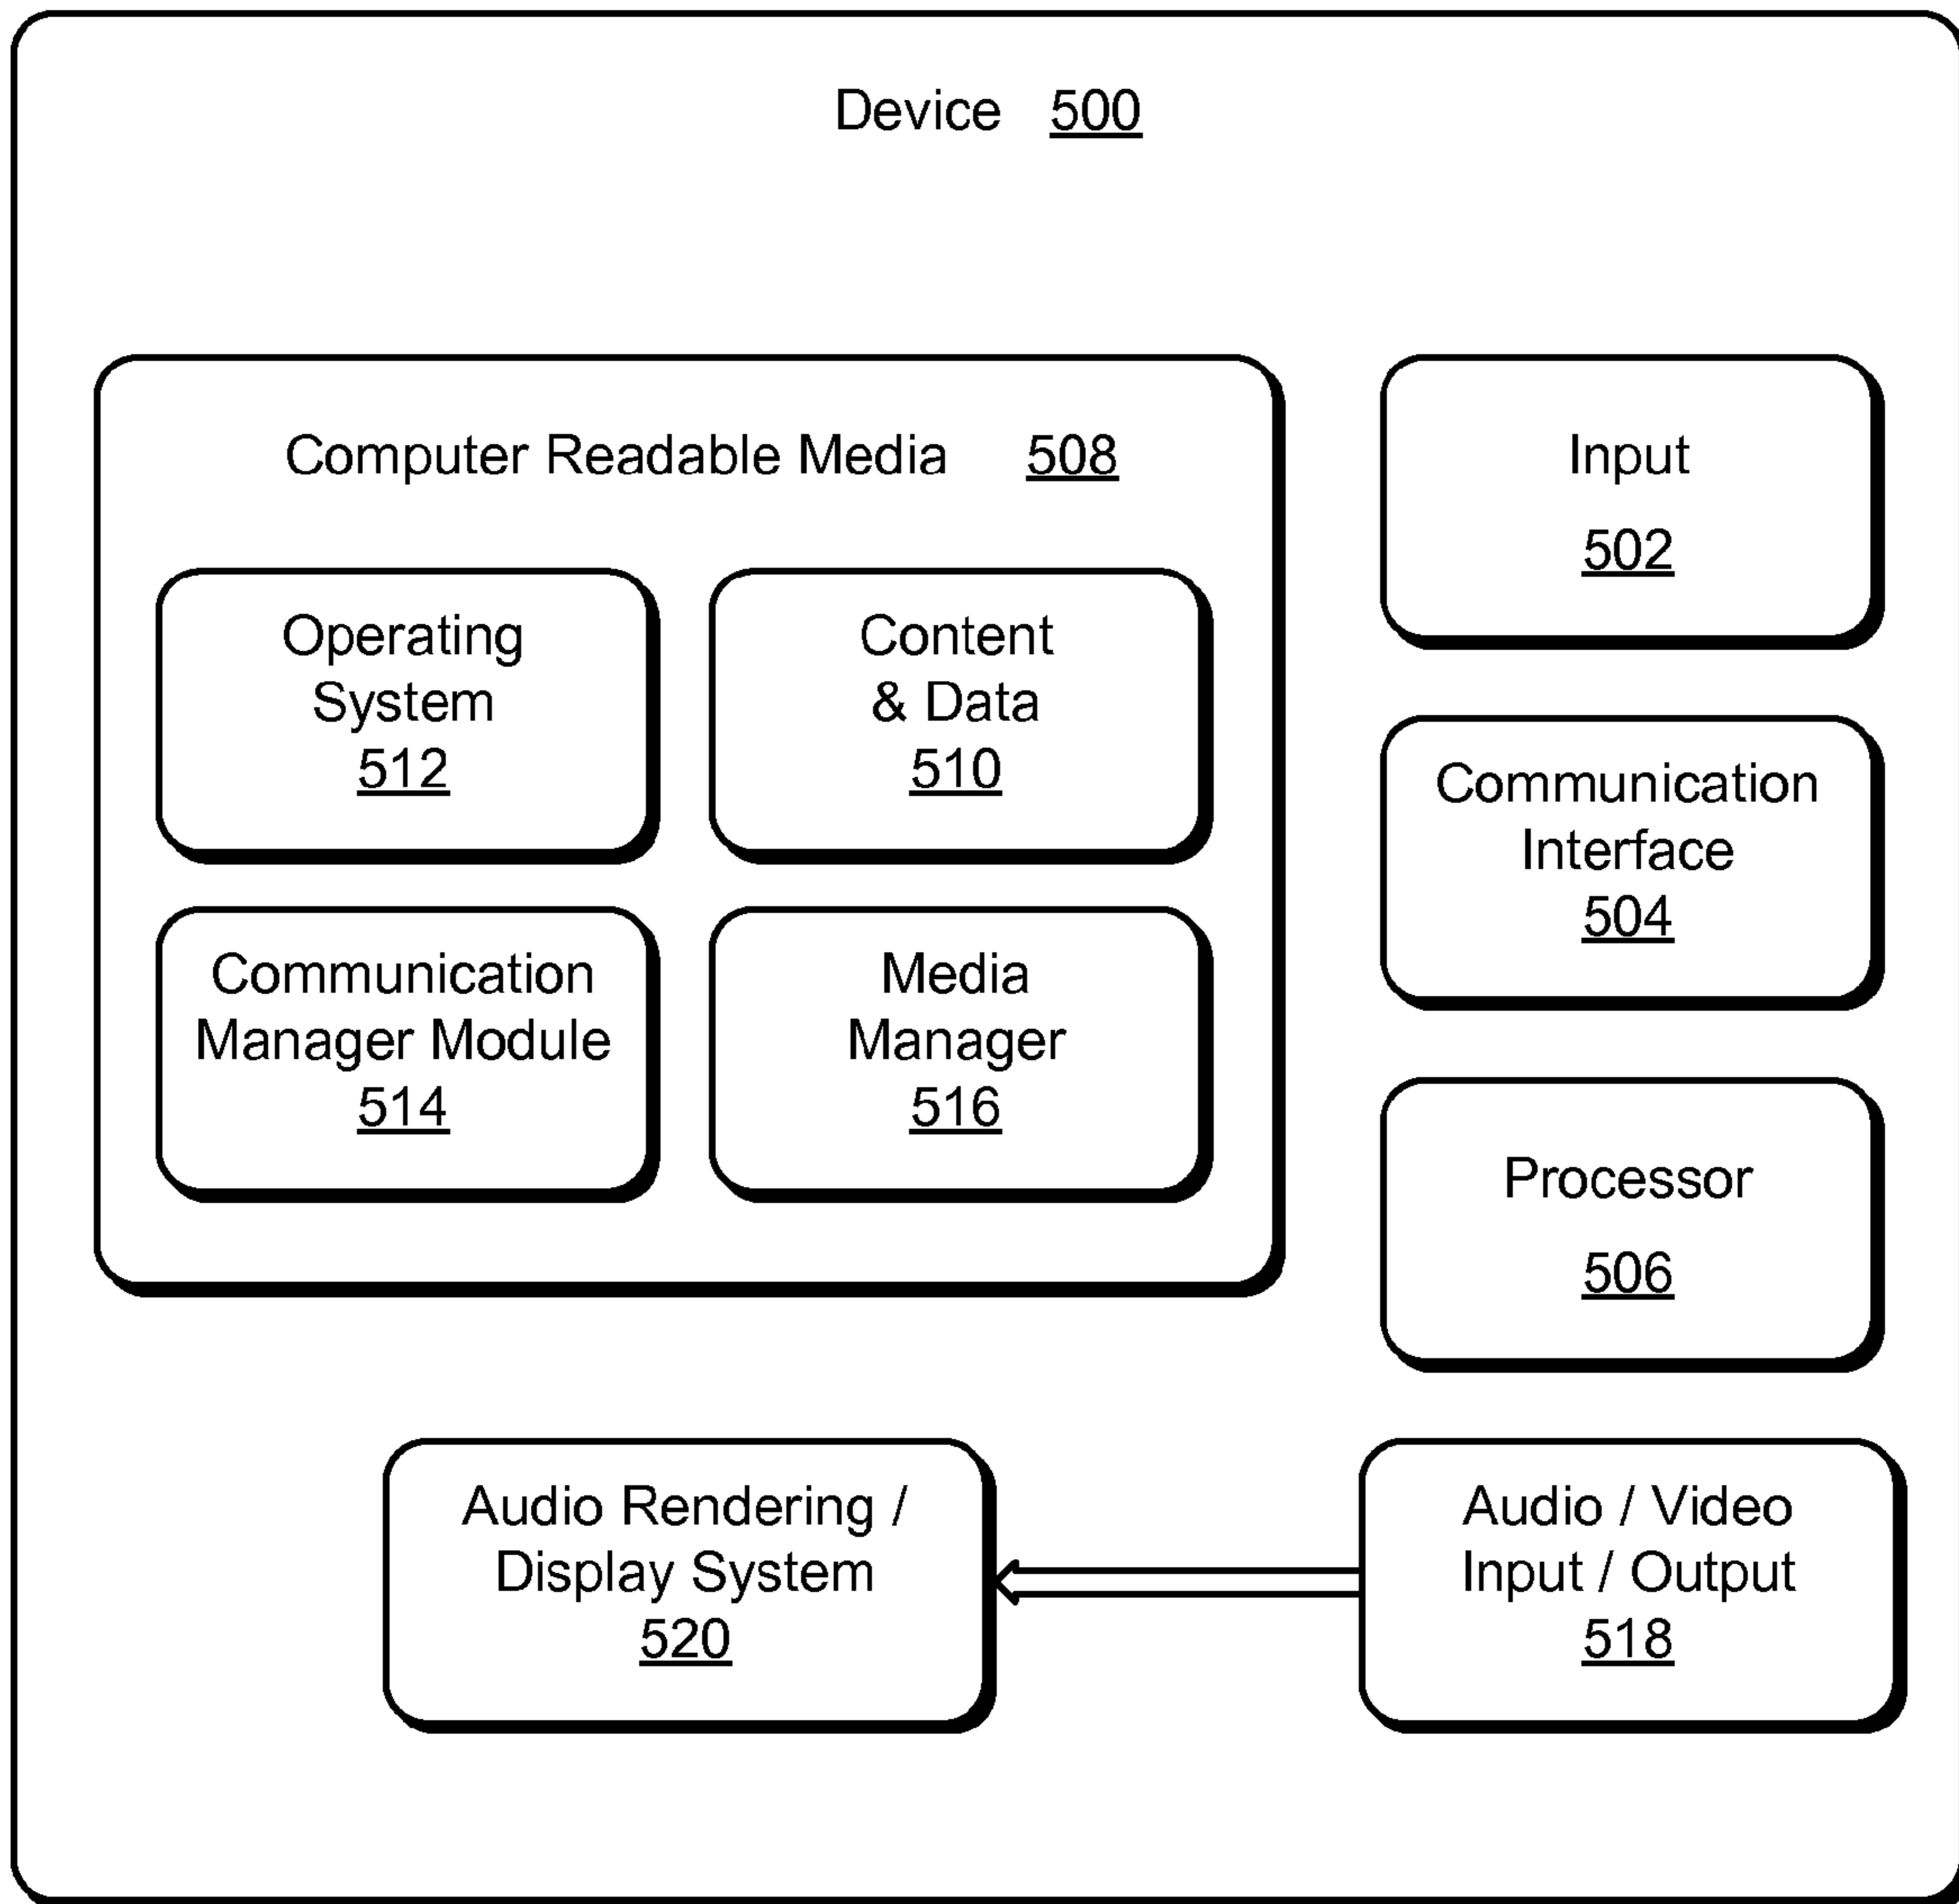 Device 500
Computer Readable Media 508
Operating
System
512
Content
& Data
510
Communication
Manager Module
514
Media
Manager
516
Input
502
Communication
Interface
504
Processor
506
Audio Rendering /
Display System
520
Audio / Video
Input / Output
518